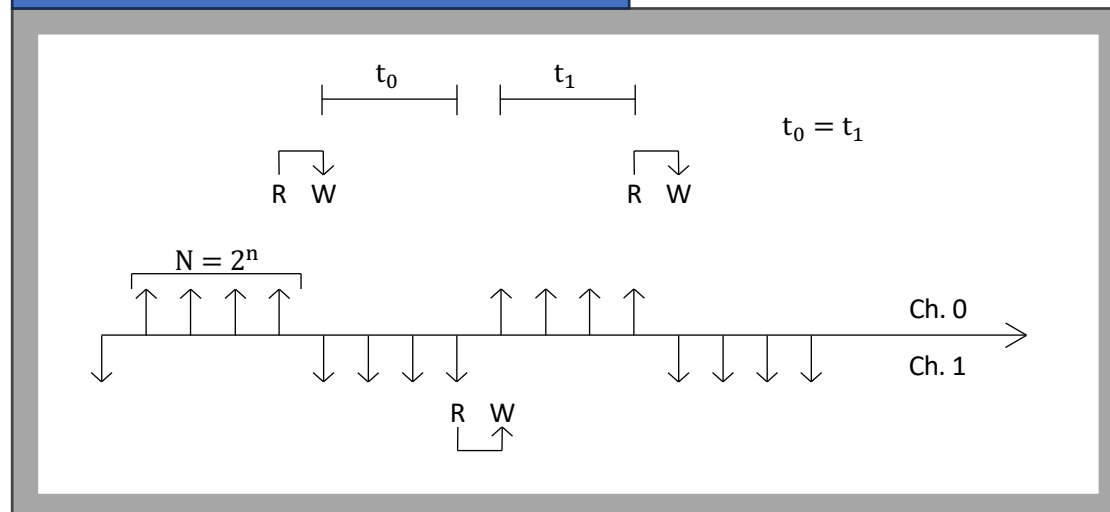 t₀ t₁
t₀ = t₁
R W R W
N = 2ⁿ
Ch. 0
Ch. 1
R W